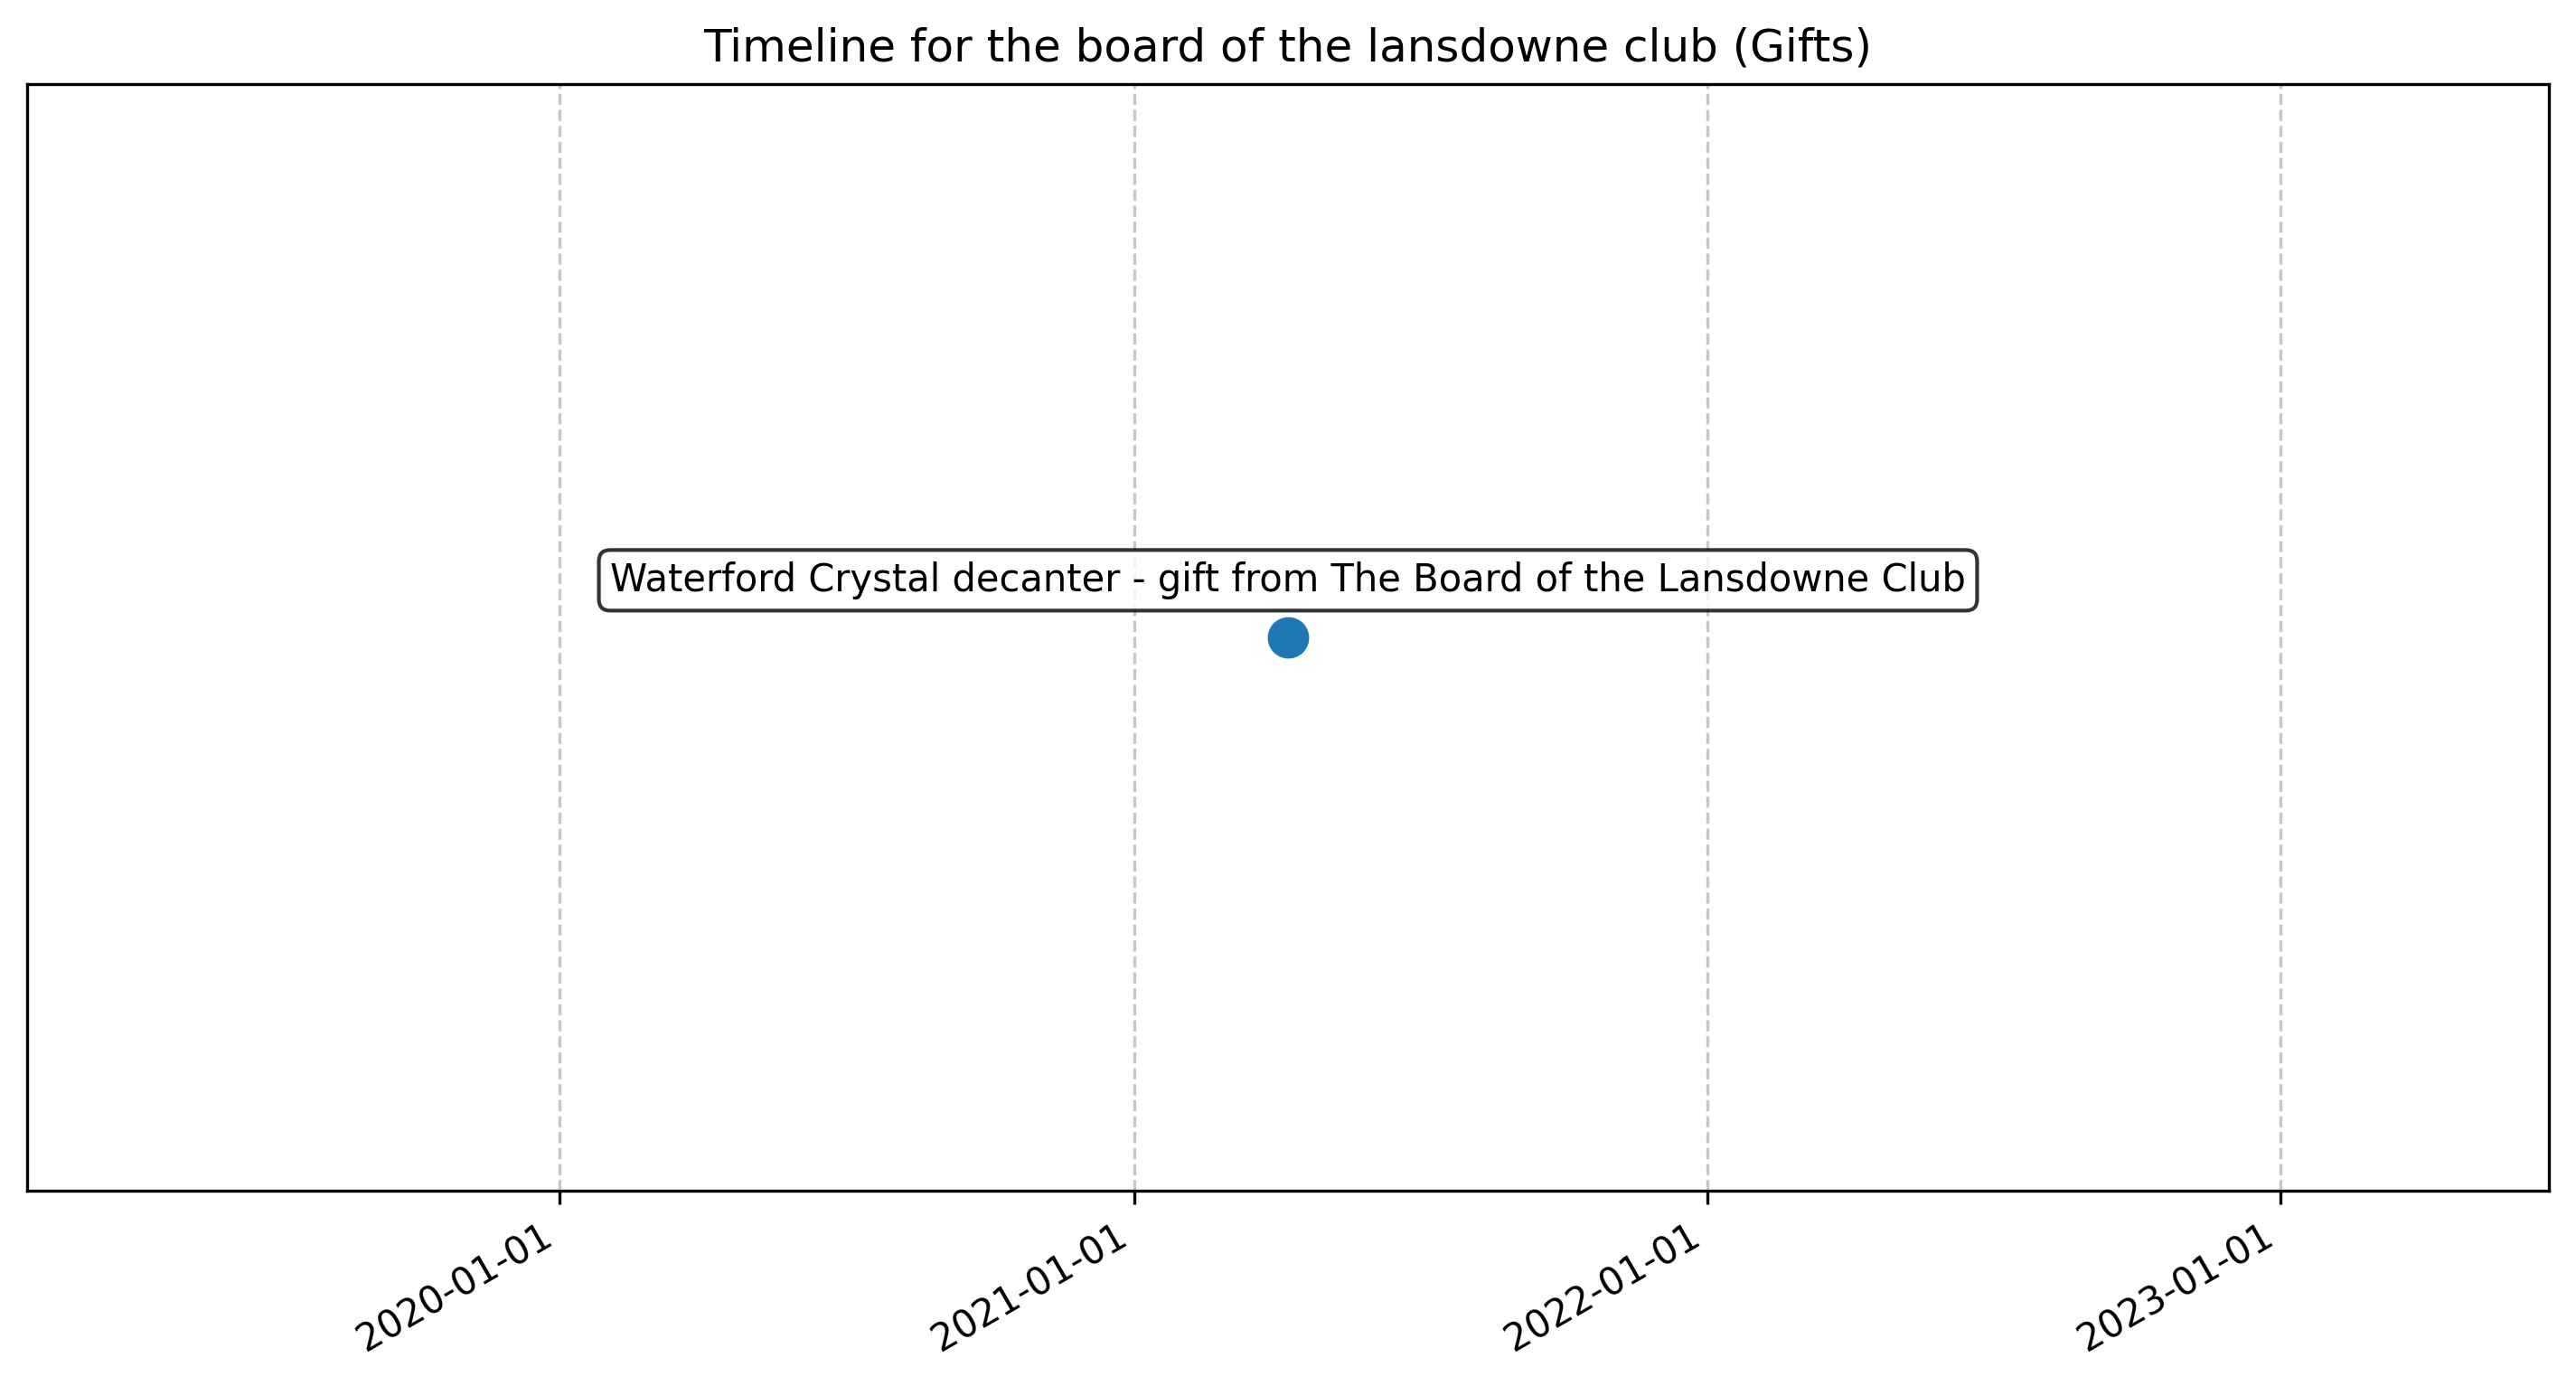 Timeline for the board of the lansdowne club (Gifts)
Waterford Crystal decanter - gift from The Board of the Lansdowne Club
2020-01-01
2021-01-01
2022-01-01
2023-01-01